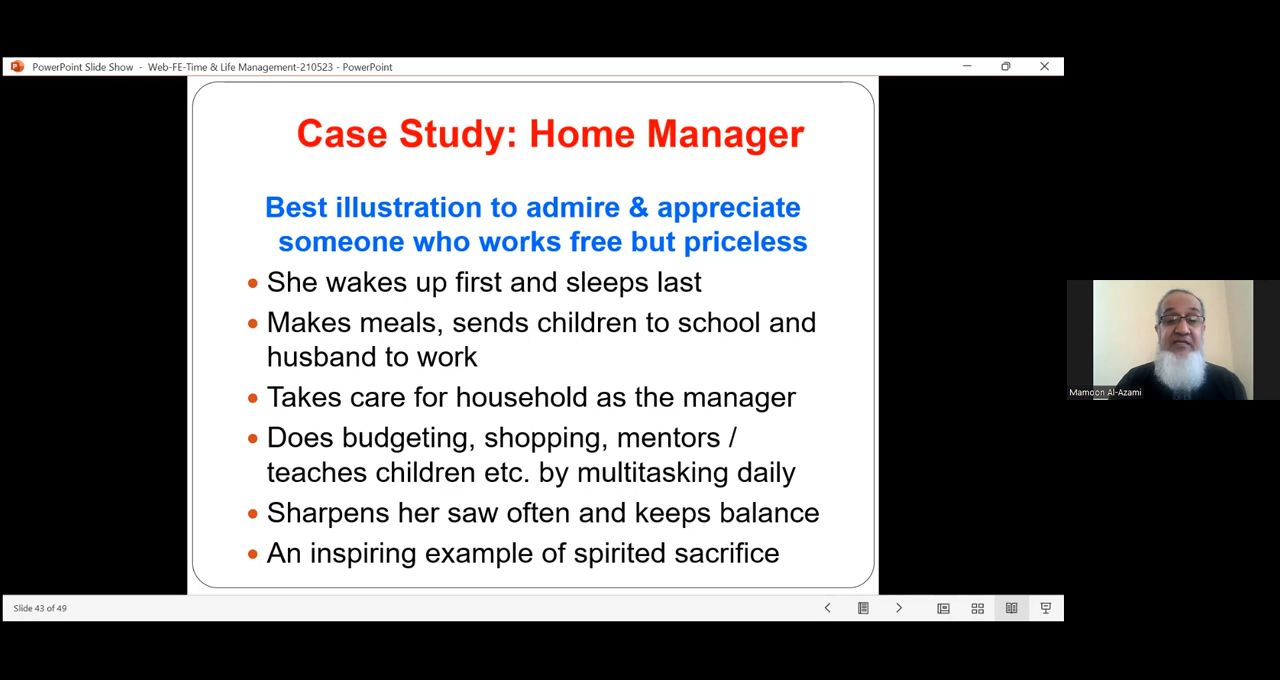 PowerPoint Slide Show - Web-FE-Time & Life Management-210523 - PowerPoint
Case Study: Home Manager
Best illustration to admire & appreciate
someone who works free but priceless
• She wakes up first and sleeps last
• Makes meals, sends children to school and
husband to work
• Takes care for household as the manager
• Does budgeting, shopping, mentors /
teaches children etc. by multitasking daily
• Sharpens her saw often and keeps balance
• An inspiring example of spirited sacrifice
Mamoon Al-Azami
Slide 43 of 49